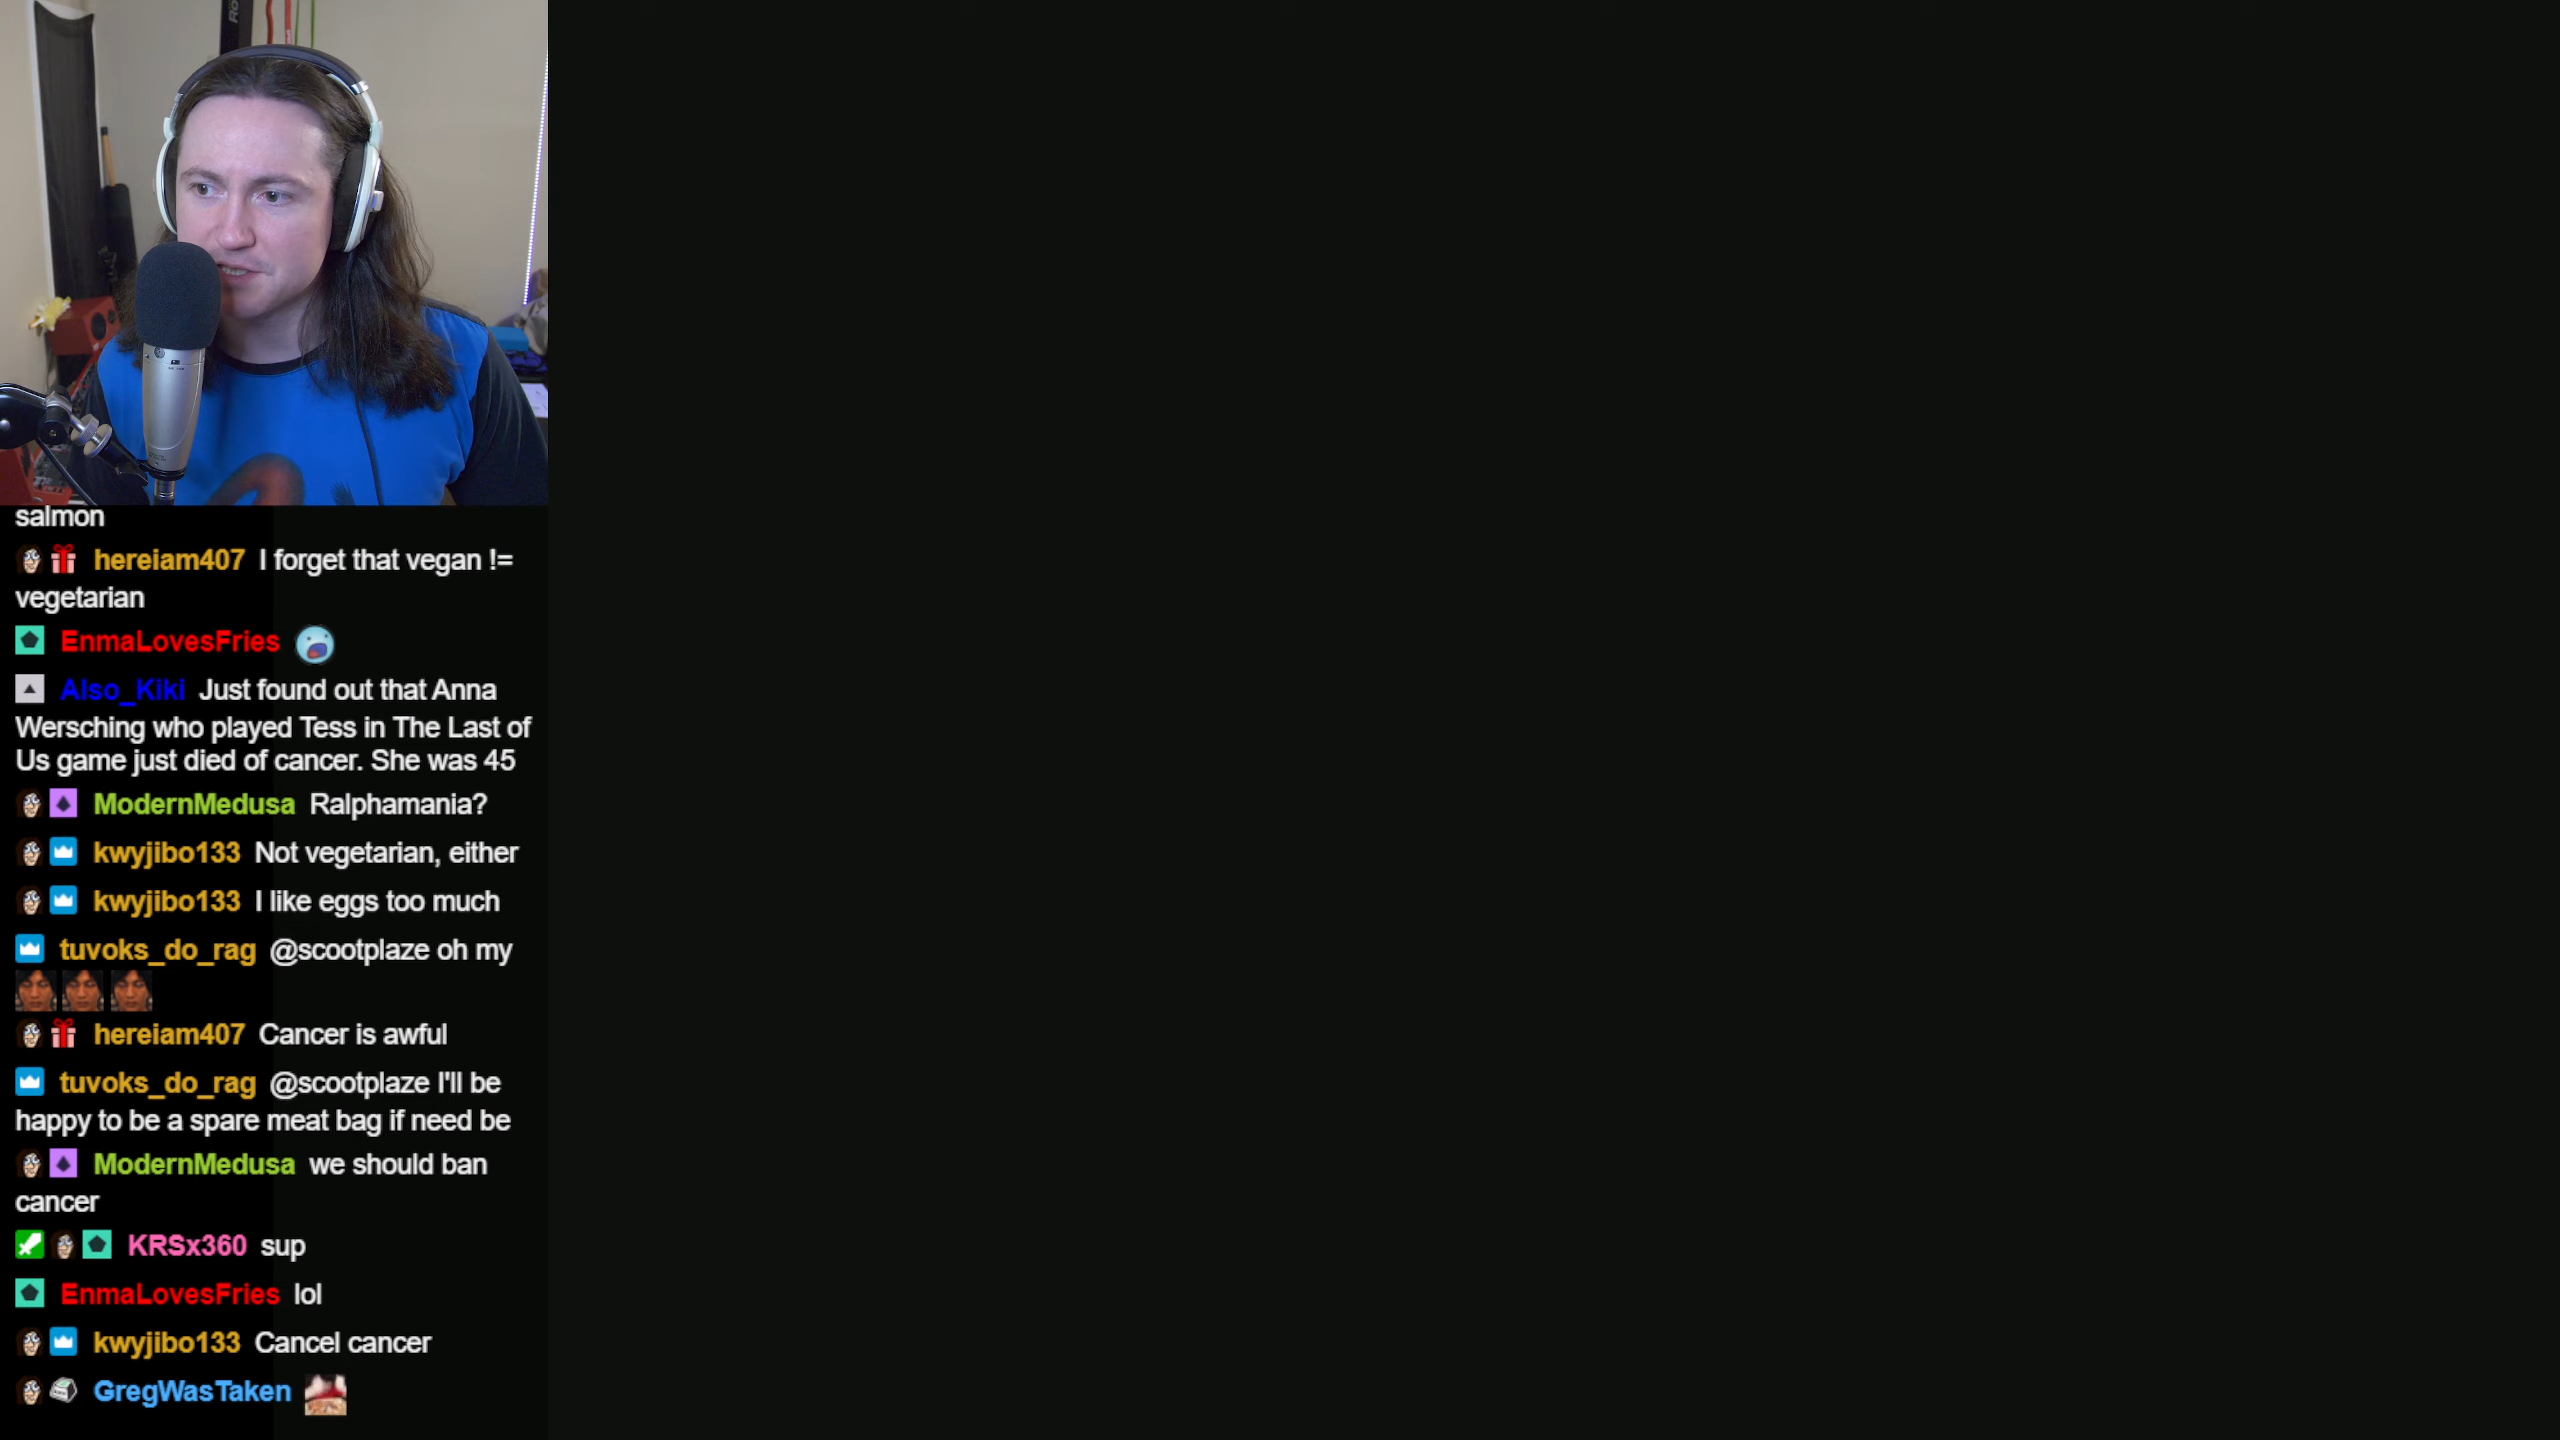 Ro
salmon
hereiam407 I forget that vegan !=
vegetarian
EnmaLovesFries
Also_Kiki Just found out that Anna
Wersching who played Tess in The Last of
Us game just died of cancer. She was 45
ModernMedusa Ralphamania?
kwyjibo133 Not vegetarian, either
kwyjibo133 I like eggs too much
tuvoks_do_rag @scootplaze oh my
hereiam407 Cancer is awful
tuvoks_do_rag @scootplaze I'll be
happy to be a spare meat bag if need be
ModernMedusa we should ban
cancer
KRSx360 sup
EnmaLovesFries lol
kwyjibo133 Cancel cancer
GregWasTaken